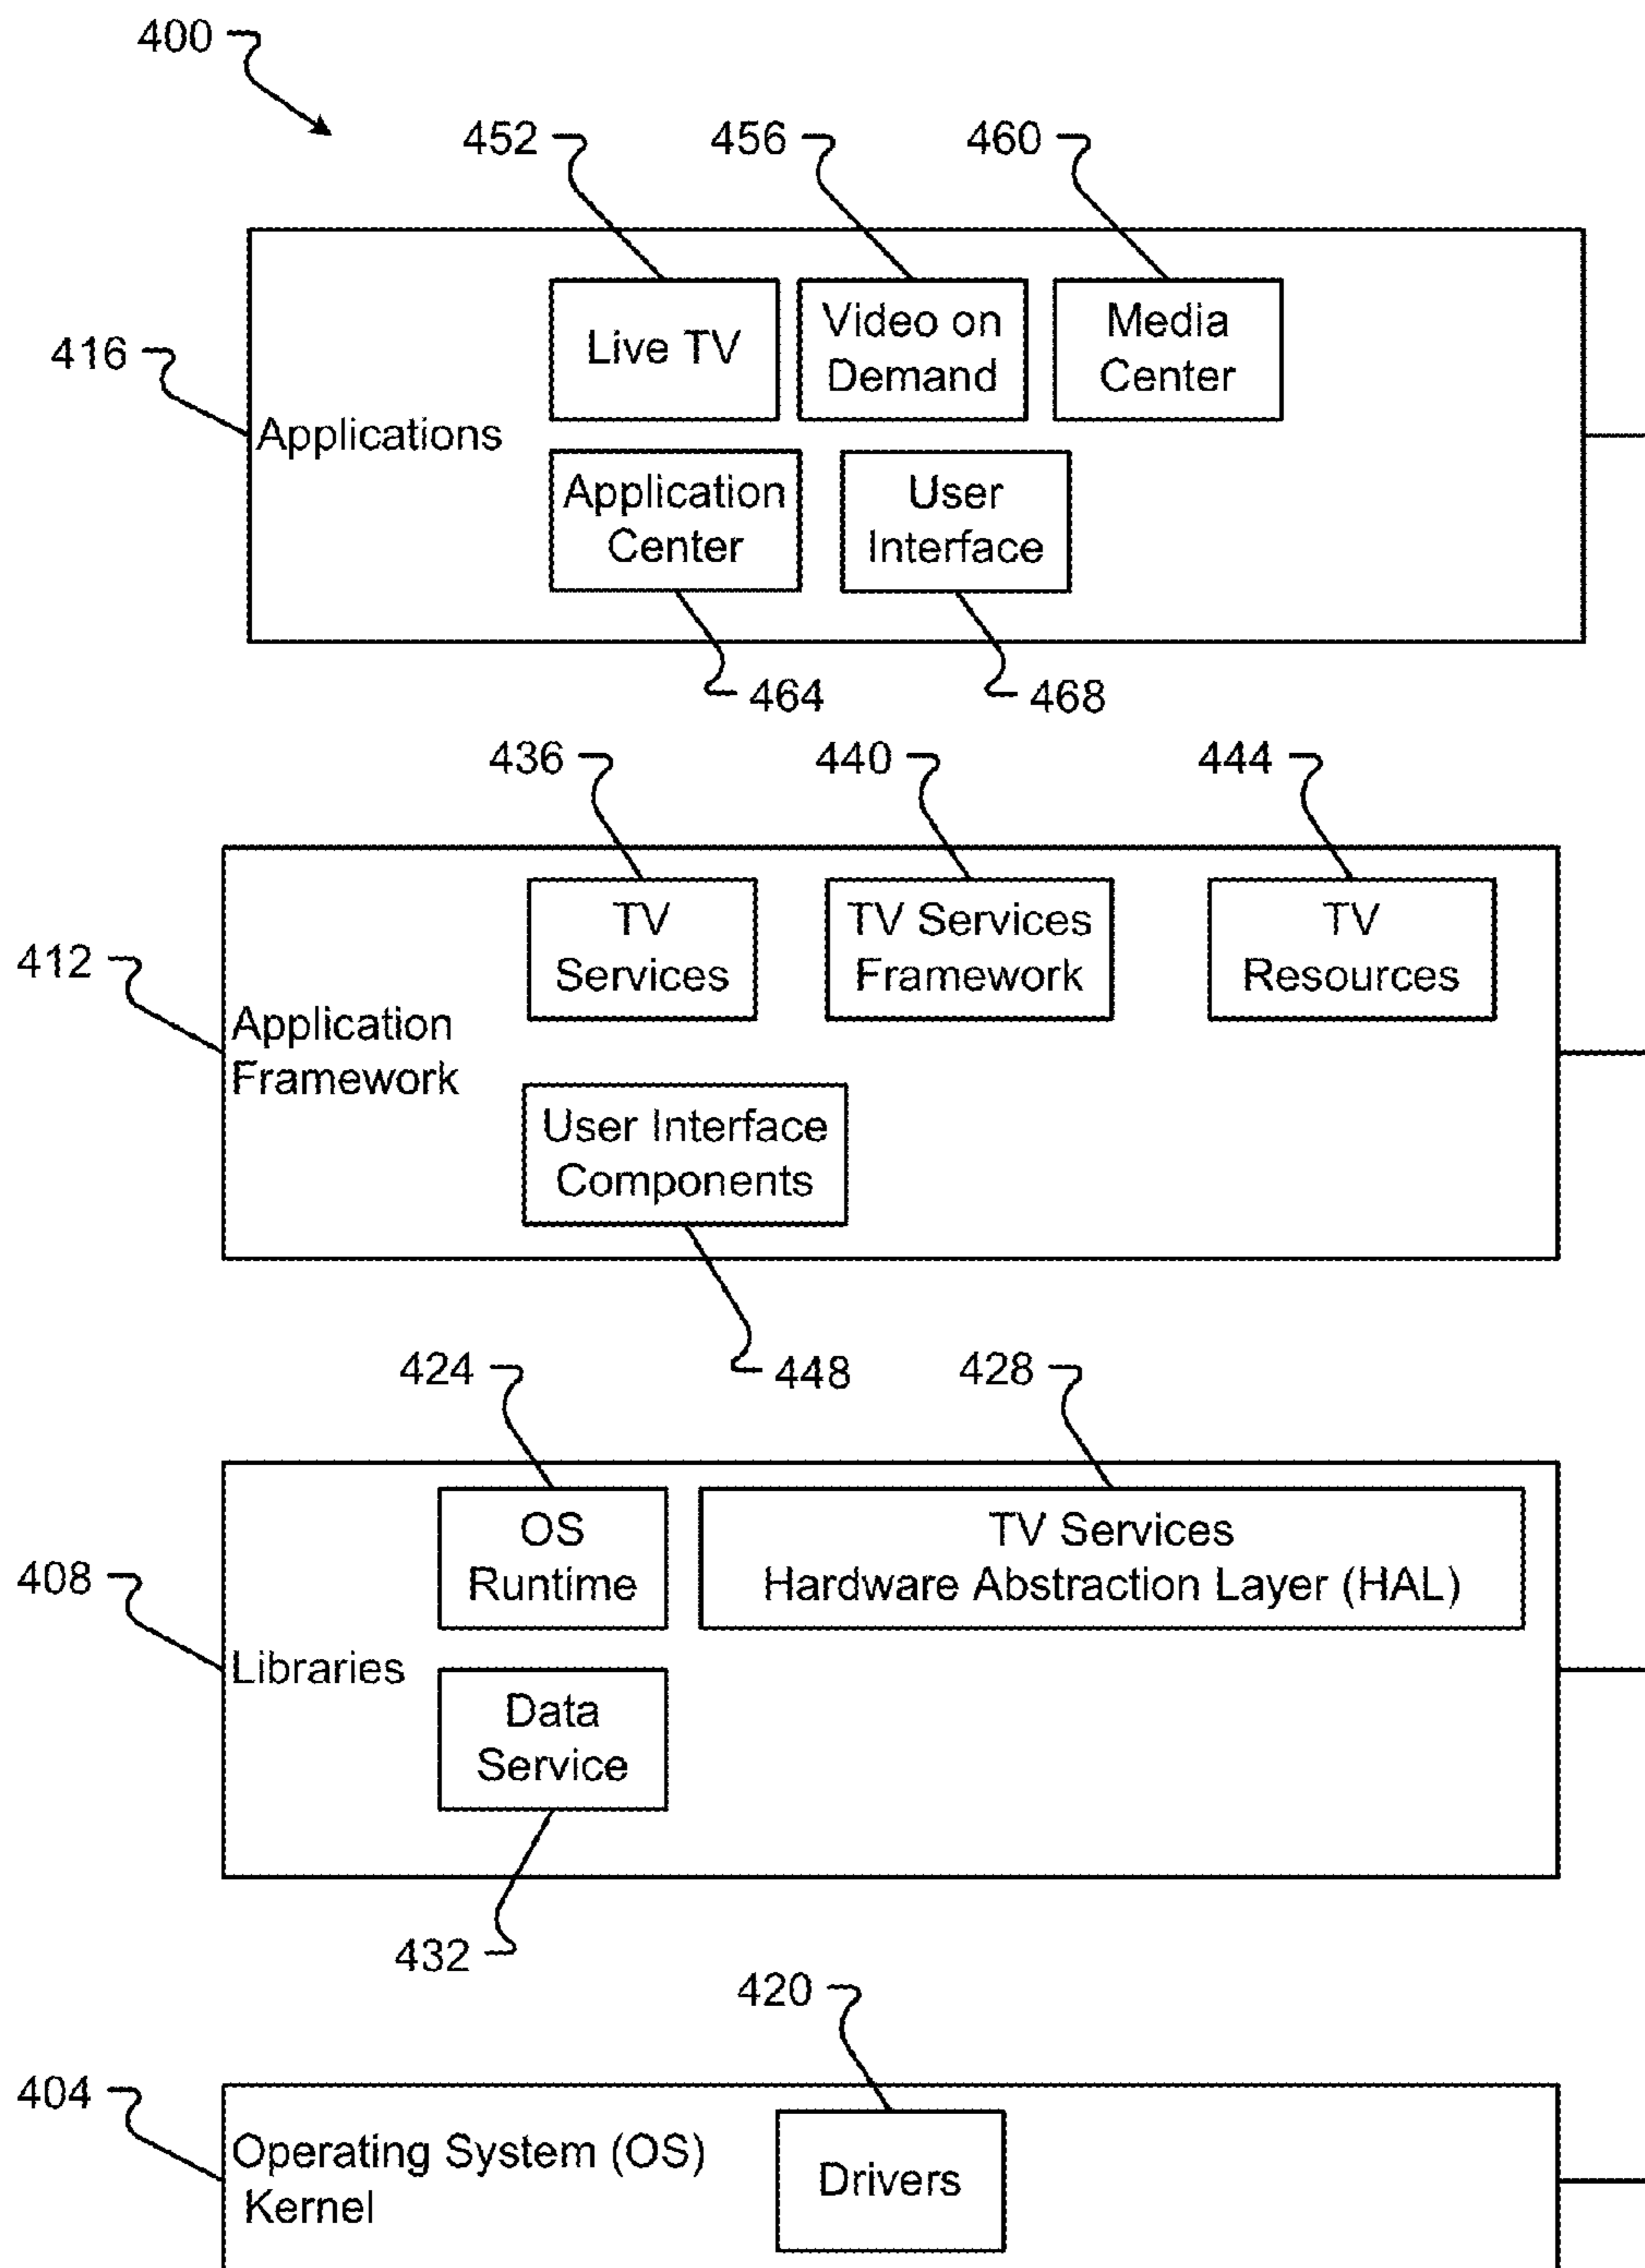 400
452
456
460
416
Applications
Live TV
Video on
Demand
Media
Center
Application
Center
User
Interface
464
468
436
440
444
412
Application
Framework
TV
Services
TV Services
Framework
TV
Resources
User Interface
Components
448
424
428
408
Libraries
OS
Runtime
TV Services
Hardware Abstraction Layer (HAL)
Data
Service
432
420
404
Operating System (OS)
Kernel
Drivers